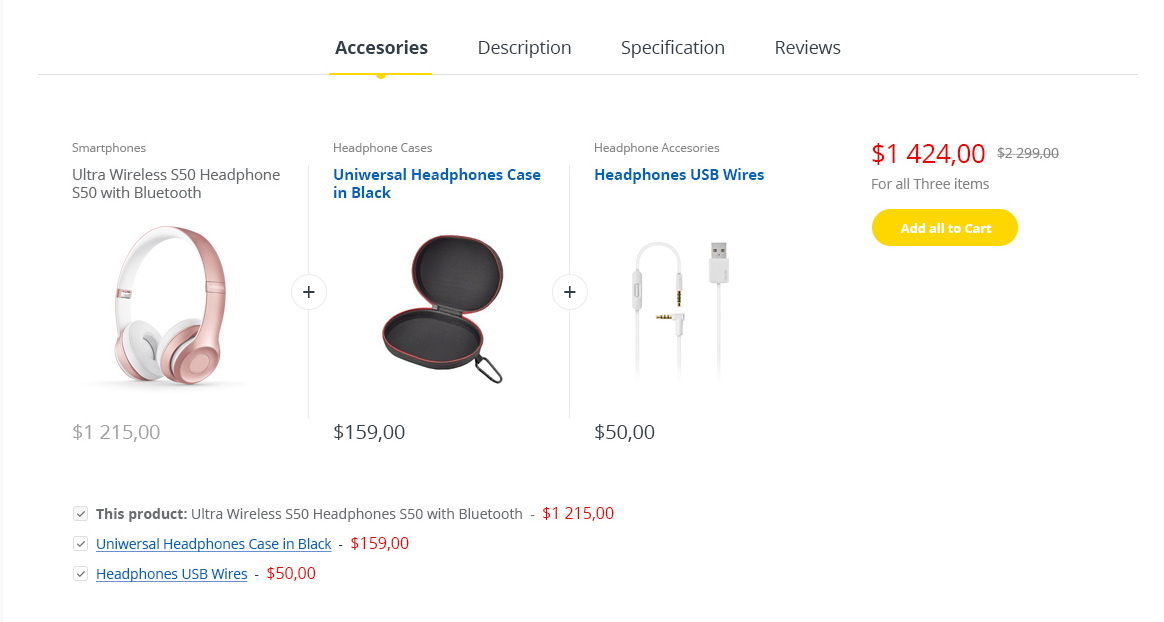 Accesories Description Specification Reviews
Smartphones
Ultra Wireless S50 Headphone
S50 with Bluetooth
$1 215,00
+
Headphone Cases
Uniwersal Headphones Case
in Black
$159,00
+
Headphone Accesories
Headphones USB Wires
$50,00
$1 424,00 $2 299,00
For all Three items
Add all to Cart
This product: Ultra Wireless S50 Headphones S50 with Bluetooth - $1 215,00
Uniwersal Headphones Case in Black - $159,00
Headphones USB Wires - $50,00